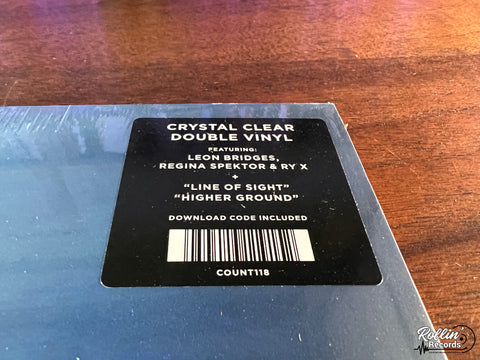 CRYSTAL CLEAR
DOUBLE VINYL
FEATURING:
LEON BRIDGES,
REGINA SPEKTOR & RY X
+
“LINE OF SIGHT”
“HIGHER GROUND”
DOWNLOAD CODE INCLUDED
COUNT118
Rollin'
Records